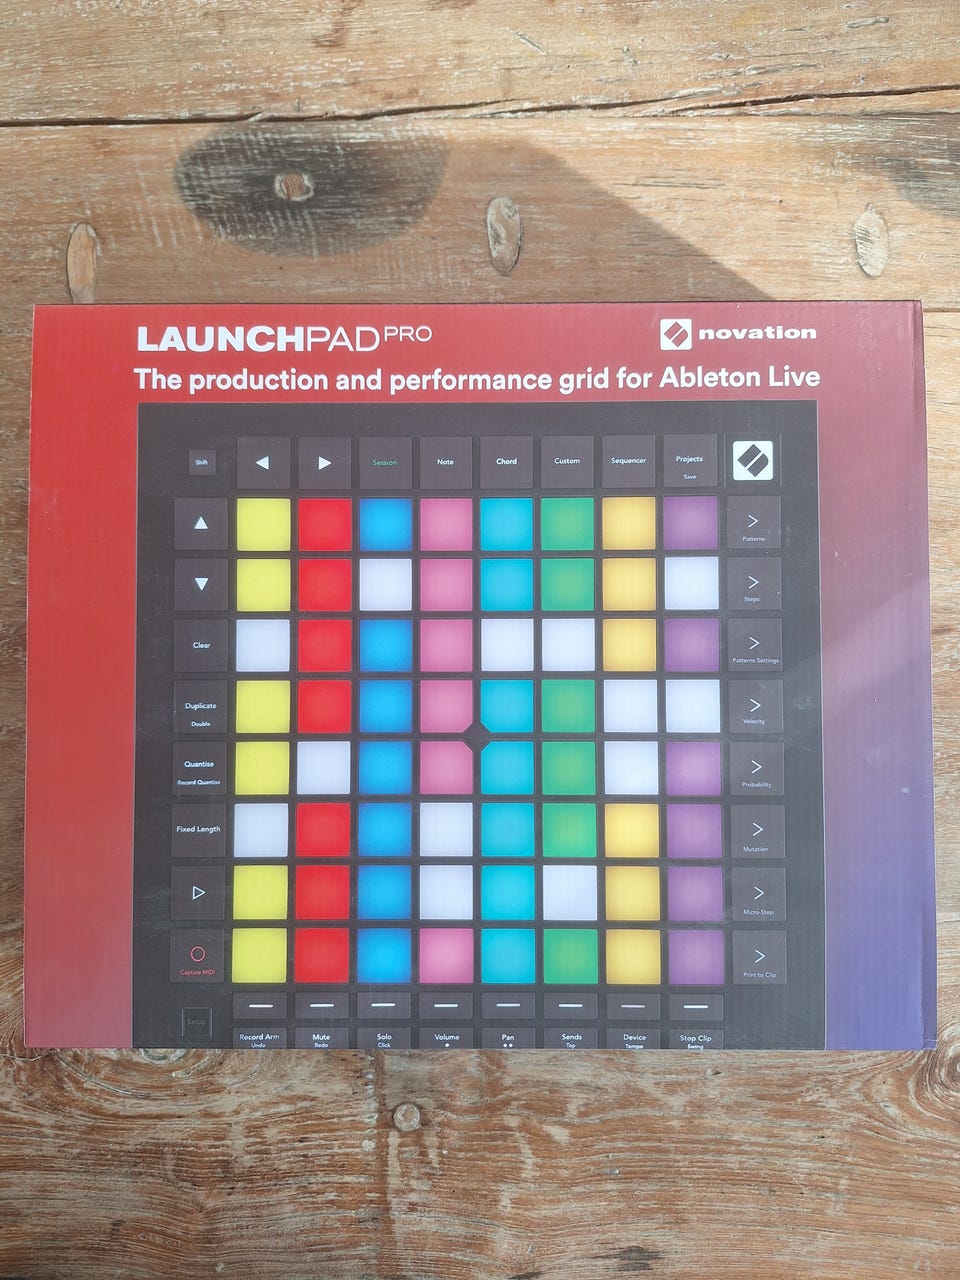 LAUNCHPAD PRO
novation
The production and performance grid for Ableton Live
Shift
Session
Note
Chord
Custom
Sequencer
Projects
Save
Patterns
Steps
Clear
Patterns Settings
Duplicate
Double
Velocity
Quantise
Record Quantise
Probability
Fixed Length
Mutation
Micro-Step
Capture MIDI
Print to Clip
Setup
Record Arm
Undo
Mute
Redo
Solo
Click
Volume
Pan
Sends
Tap
Device
Tempo
Stop Clip
Swing